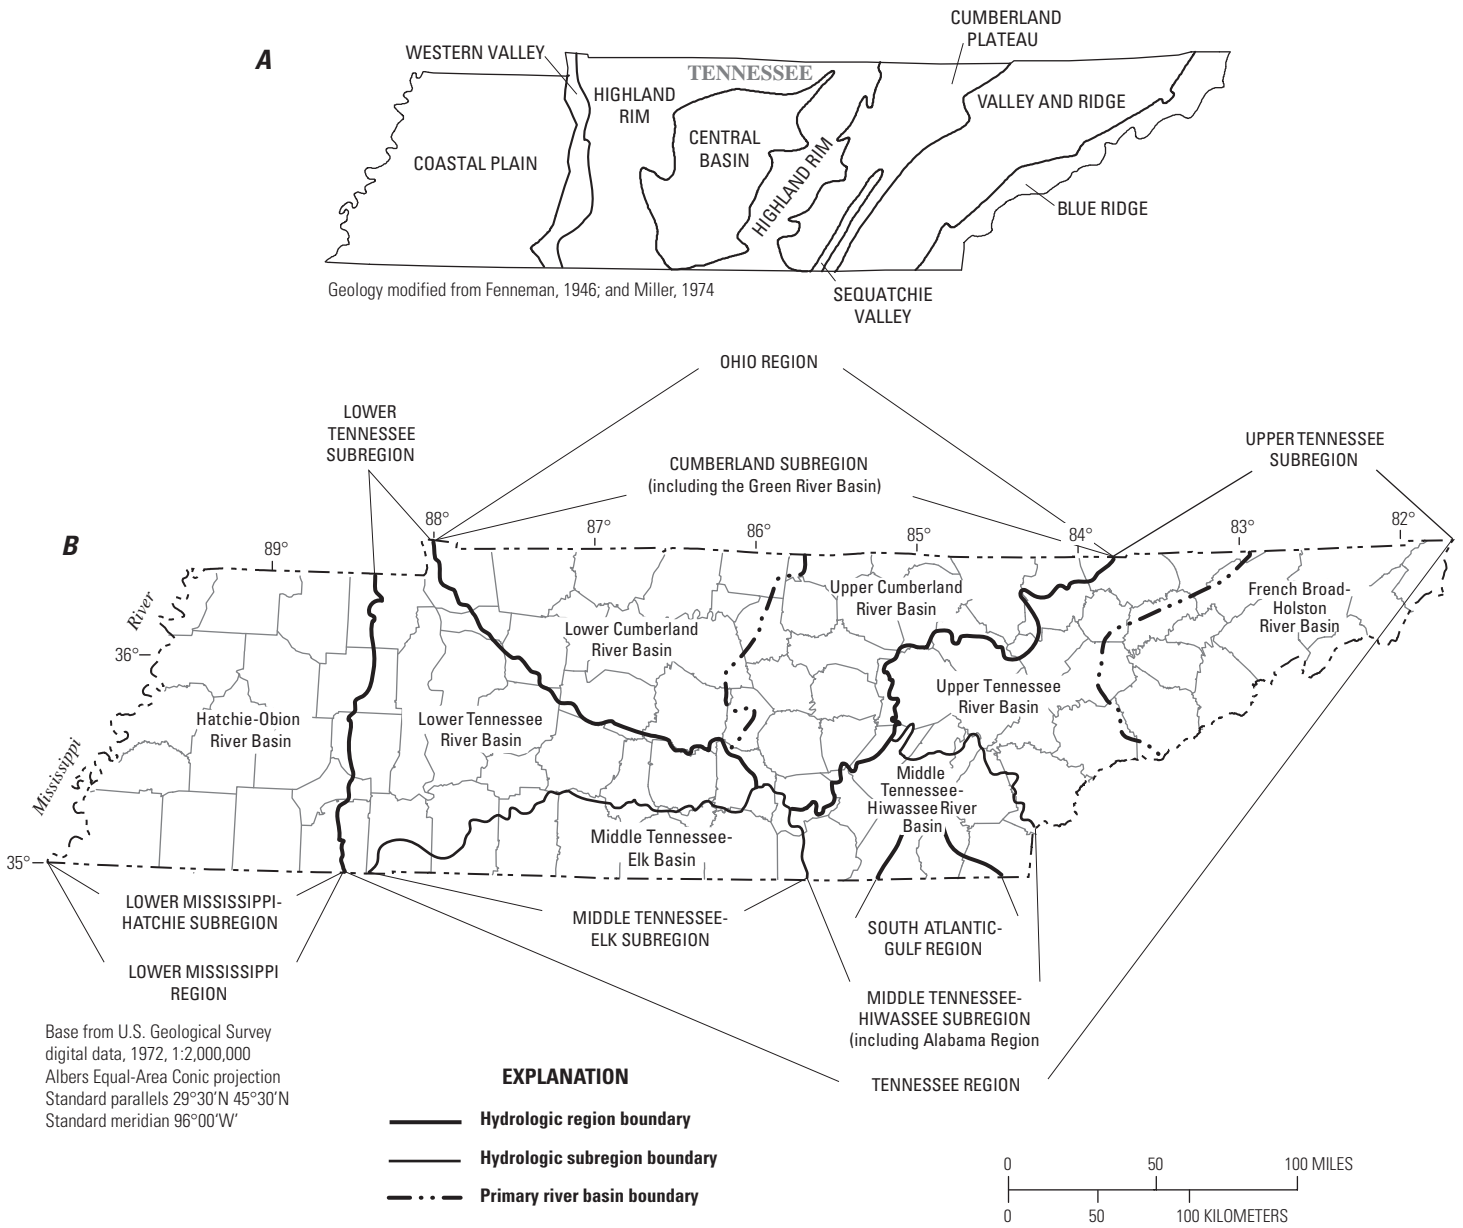 A
CUMBERLAND
PLATEAU
WESTERN VALLEY
TENNESSEE
HIGHLAND
RIM
VALLEY AND RIDGE
CENTRAL
BASIN
COASTAL PLAIN
HIGHLAND RIM
BLUE RIDGE
Geology modified from Fenneman, 1946; and Miller, 1974
SEQUATCHIE
VALLEY
OHIO REGION
LOWER
TENNESSEE
SUBREGION
UPPER TENNESSEE
SUBREGION
CUMBERLAND SUBREGION
(including the Green River Basin)
B
89°
88°
87°
86°
85°
84°
83°
82°
River
36°
Mississippi
35°
Upper Cumberland
River Basin
French Broad-
Holston
River Basin
Lower Cumberland
River Basin
Upper Tennessee
River Basin
Hatchie-Obion
River Basin
Lower Tennessee
River Basin
Middle
Tennessee-
Hiwassee River
Basin
Middle Tennessee-
Elk Basin
LOWER MISSISSIPPI-
HATCHIE SUBREGION
MIDDLE TENNESSEE-
ELK SUBREGION
SOUTH ATLANTIC-
GULF REGION
LOWER MISSISSIPPI
REGION
MIDDLE TENNESSEE-
HIWASSEE SUBREGION
(including Alabama Region
TENNESSEE REGION
Base from U.S. Geological Survey
digital data, 1972, 1:2,000,000
Albers Equal-Area Conic projection
Standard parallels 29°30'N 45°30'N
Standard meridian 96°00'W'
EXPLANATION
Hydrologic region boundary
Hydrologic subregion boundary
Primary river basin boundary
0 50 100 MILES
0 50 100 KILOMETERS